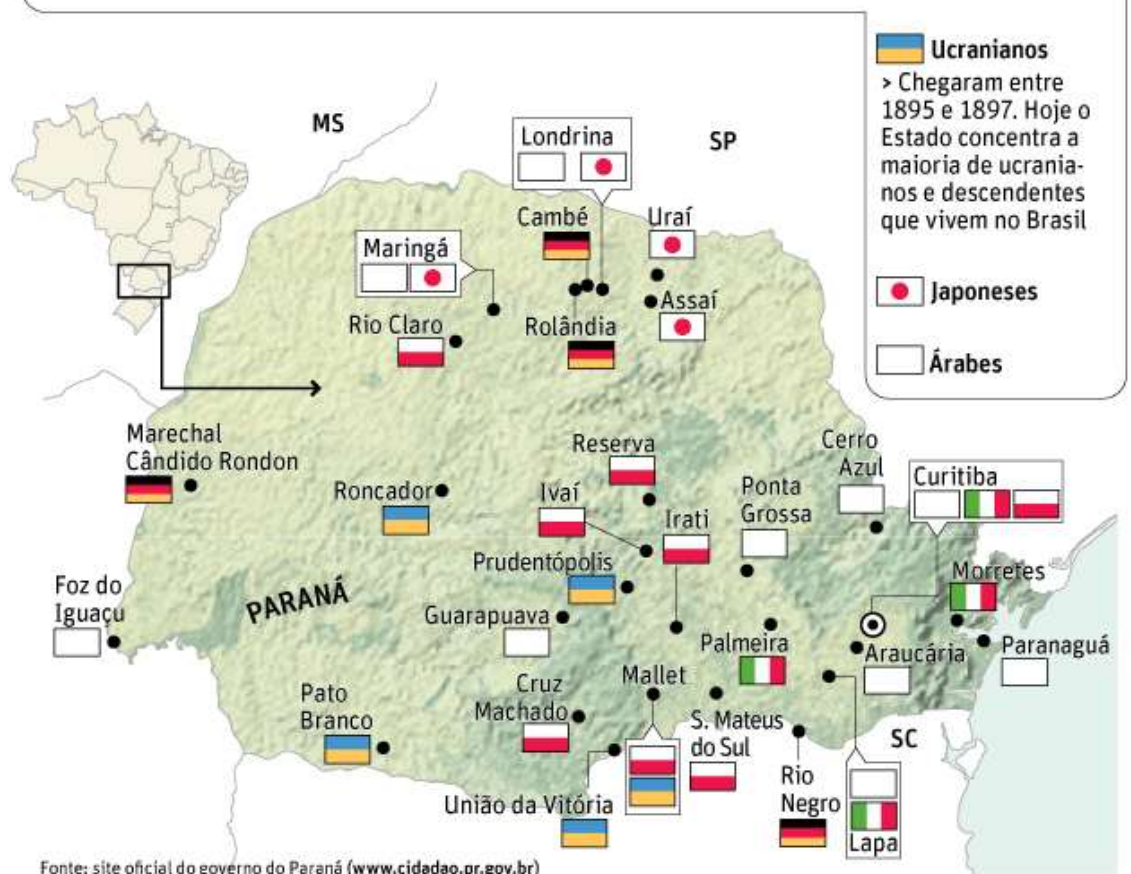 Ucranianos
> Chegaram entre
1895 e 1897. Hoje o
Estado concentra a
maioria de ucrania-
nos e descendentes
que vivem no Brasil
Japoneses
Árabes
MS
SP
Londrina
Cambé
Uraí
Maringá
Assaí
Rio Claro
Rolândia
Marechal
Cândido Rondon
Reserva
Cerro
Azul
Curitiba
Roncador
Ivaí
Ponta
Grossa
Irati
Prudentópolis
Morretes
Foz do
Iguaçu
PARANÁ
Guarapuava
Palmeira
Araucária
Paranaguá
Mallet
Cruz
Machado
Pato
Branco
S. Mateus
do Sul
SC
União da Vitória
Rio
Negro
Lapa
Fonte: site oficial do governo do Paraná (www.cidadao.pr.gov.br)